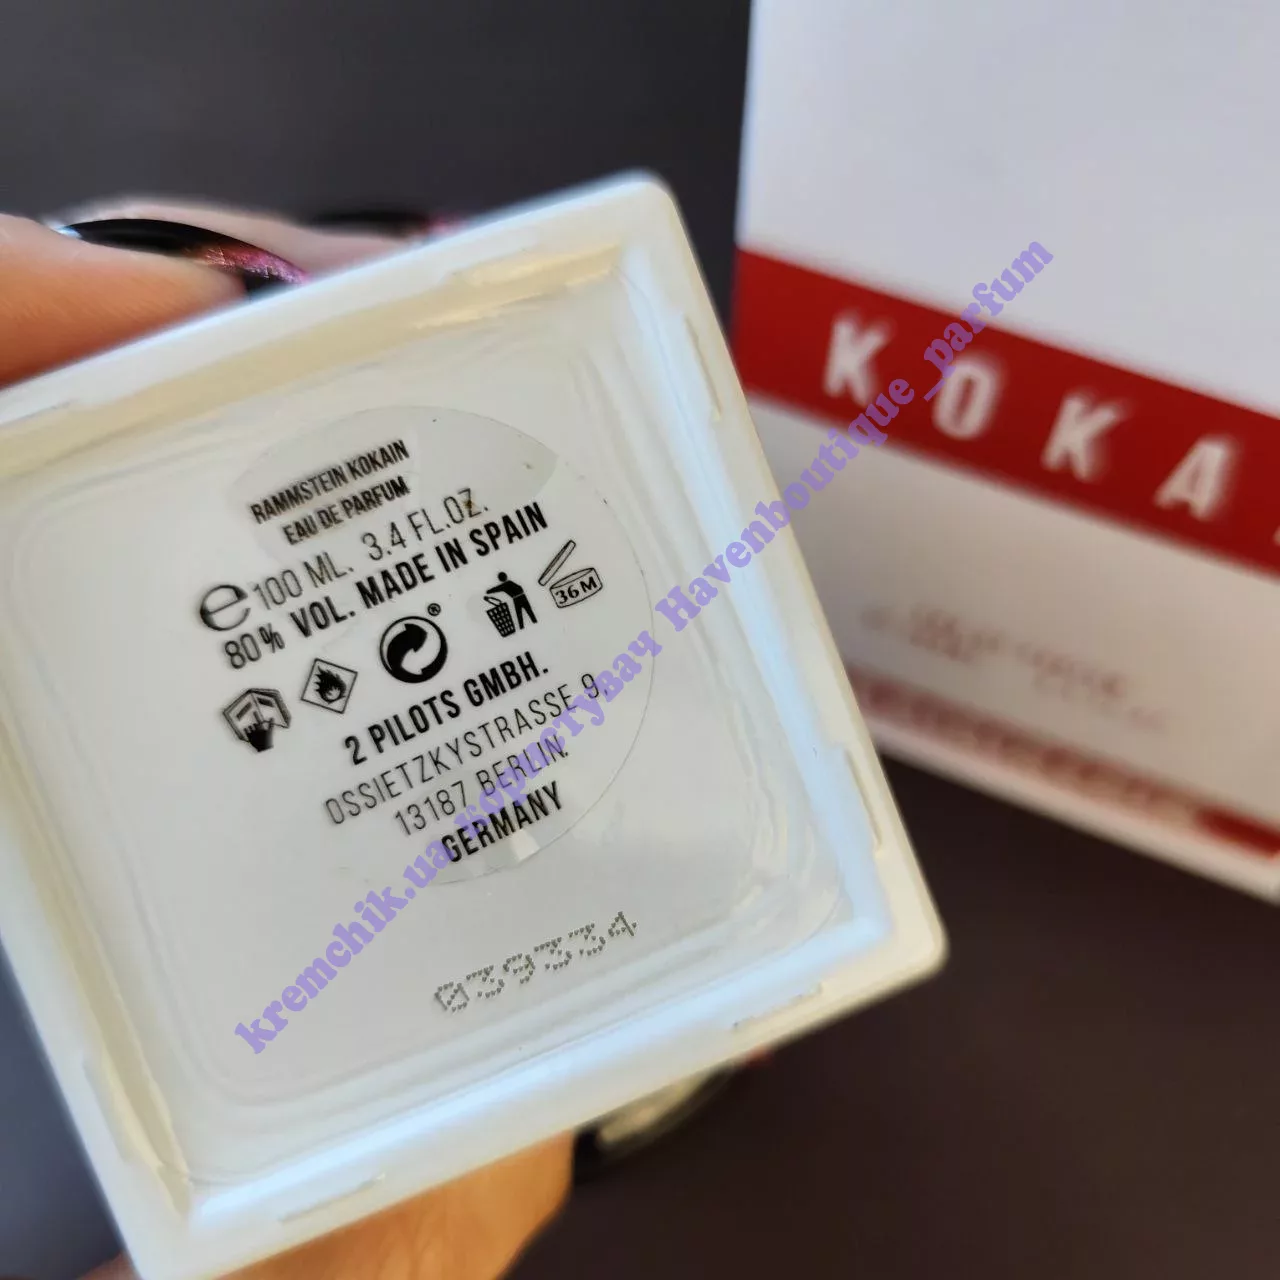 RAMMSTEIN KOKAIN
EAU DE PARFUM
℮ 100 ML. 3.4 FL.OZ.
80% VOL. MADE IN SPAIN
36M
®
2 PILOTS GMBH.
OSSIETZKYSTRASSE 9,
13187 BERLIN.
GERMANY
039334
KOKA
kremchik.ua користувач Havenboutique_parfum